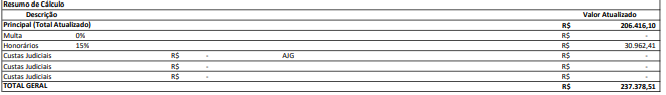 Resumo de Cálculo
Descrição Valor Atualizado
Principal (Total Atualizado) R$ 206.416,10
Multa 0% R$ -
Honorários 15% R$ 30.962,41
Custas Judiciais R$ - AJG R$ -
Custas Judiciais R$ - R$ -
Custas Judiciais R$ - R$ -
TOTAL GERAL R$ 237.378,51